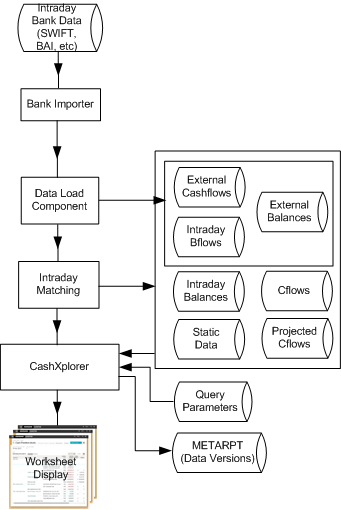 Intraday
Bank Data
(SWIFT,
BAI, etc)
Bank Importer
Data Load
Component
External
Cashflows
External
Balances
Intraday
Bflows
Intraday
Matching
Intraday
Balances
Cflows
Static
Data
Projected
Cflows
CashXplorer
Query
Parameters
METARPT
(Data Versions)
Worksheet
Display